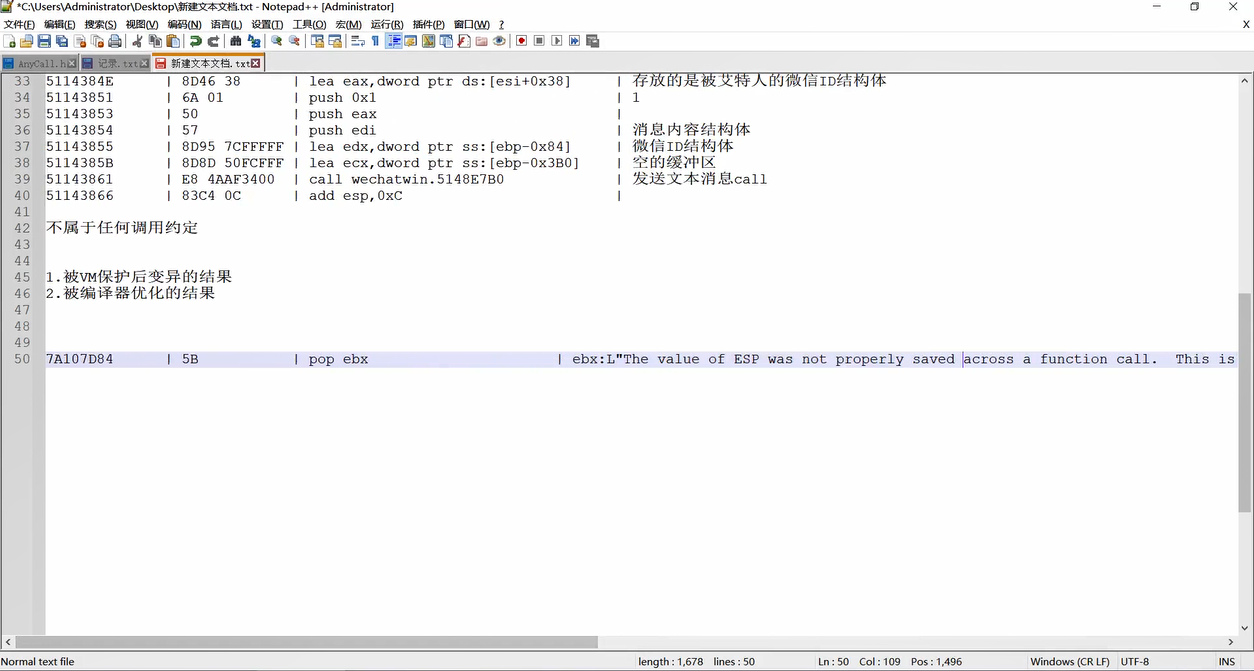 *C:\Users\Administrator\Desktop\新建文本文档.txt - Notepad++ [Administrator]
文件(F) 编辑(E) 搜索(S) 视图(V) 编码(N) 语言(L) 设置(T) 工具(O) 宏(M) 运行(R) 插件(P) 窗口(W) ? X
AnyCall.h 记录.txt 新建文本文档.txt
33 5114384E | 8D46 38 | lea eax,dword ptr ds:[esi+0x38] | 存放的是被艾特人的微信ID结构体
34 51143851 | 6A 01 | push 0x1 | 1
35 51143853 | 50 | push eax |
36 51143854 | 57 | push edi | 消息内容结构体
37 51143855 | 8D95 7CFFFFFF | lea edx,dword ptr ss:[ebp-0x84] | 微信ID结构体
38 5114385B | 8D8D 50FCFFFF | lea ecx,dword ptr ss:[ebp-0x3B0] | 空的缓冲区
39 51143861 | E8 4AAF3400 | call wechatwin.5148E7B0 | 发送文本消息call
40 51143866 | 83C4 0C | add esp,0xC |
41
42 不属于任何调用约定
43
44
45 1.被VM保护后变异的结果
46 2.被编译器优化的结果
47
48
49
50 7A107D84 | 5B | pop ebx | ebx:L"The value of ESP was not properly saved across a function call.  This is
Normal text file length : 1,678 lines : 50 Ln : 50 Col : 109 Pos : 1,496 Windows (CR LF) UTF-8 INS